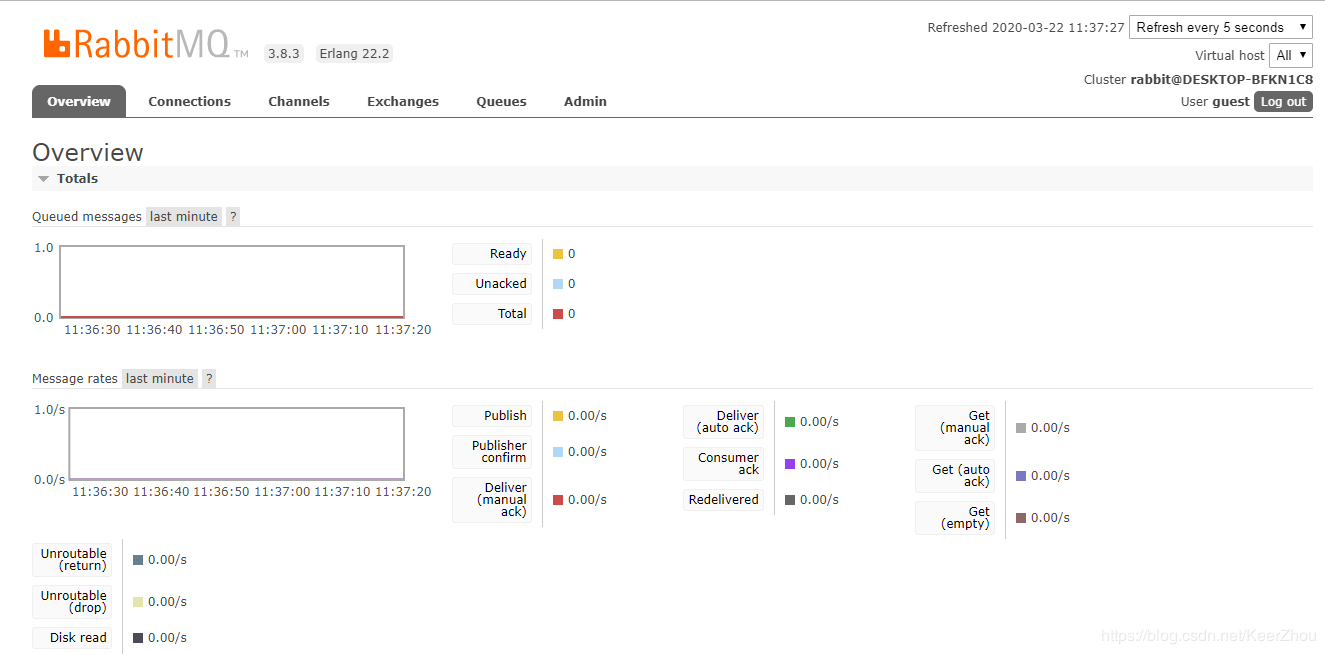 RabbitMQ TM 3.8.3 Erlang 22.2
Refreshed 2020-03-22 11:37:27 Refresh every 5 seconds
Virtual host All
Cluster rabbit@DESKTOP-BFKN1C8
User guest Log out
Overview Connections Channels Exchanges Queues Admin
Overview
Totals
Queued messages last minute ?
1.0
0.0
11:36:30 11:36:40 11:36:50 11:37:00 11:37:10 11:37:20
Ready 0
Unacked 0
Total 0
Message rates last minute ?
1.0/s
0.0/s
11:36:30 11:36:40 11:36:50 11:37:00 11:37:10 11:37:20
Publish 0.00/s
Publisher
confirm 0.00/s
Deliver
(manual
ack) 0.00/s
Deliver
(auto ack) 0.00/s
Consumer
ack 0.00/s
Redelivered 0.00/s
Get
(manual
ack) 0.00/s
Get (auto
ack) 0.00/s
Get
(empty) 0.00/s
Unroutable
(return) 0.00/s
Unroutable
(drop) 0.00/s
Disk read 0.00/s
https://blog.csdn.net/KeerZhou